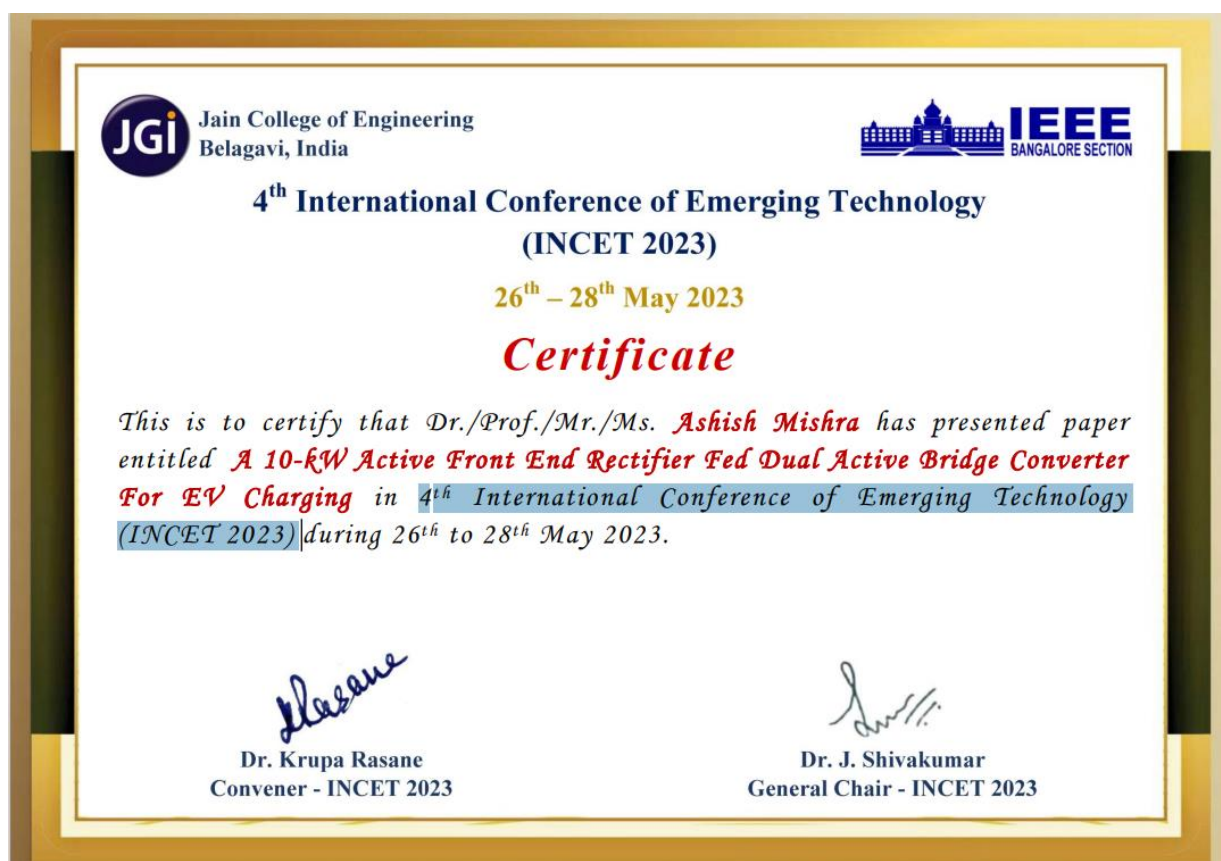 JGi
Jain College of Engineering
Belagavi, India
IEEE
BANGALORE SECTION
4th International Conference of Emerging Technology
(INCET 2023)
26th – 28th May 2023
Certificate
This is to certify that Dr./Prof./Mr./Ms. Ashish Mishra has presented paper
entitled A 10-kW Active Front End Rectifier Fed Dual Active Bridge Converter
For EV Charging in 4th International Conference of Emerging Technology
(INCET 2023) during 26th to 28th May 2023.
Dr. Krupa Rasane
Convener - INCET 2023
Dr. J. Shivakumar
General Chair - INCET 2023